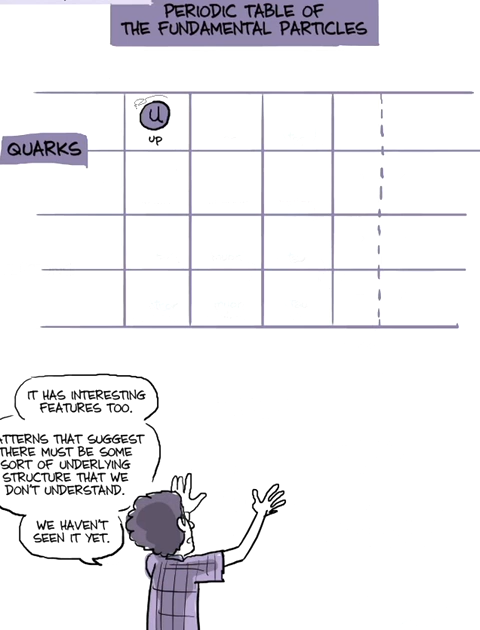 PERIODIC TABLE OF
THE FUNDAMENTAL PARTICLES
u
UP
QUARKS
IT HAS INTERESTING
FEATURES TOO.
ATTERNS THAT SUGGEST
THERE MUST BE SOME
SORT OF UNDERLYING
STRUCTURE THAT WE
DON'T UNDERSTAND.
WE HAVEN'T
SEEN IT YET.